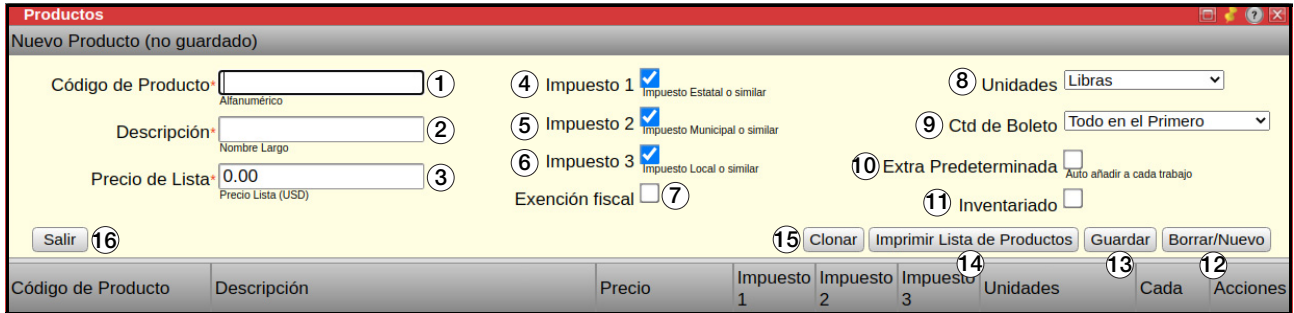 Productos
Nuevo Producto (no guardado)
Código de Producto* 1
Alfanumérico
Descripción* 2
Nombre Largo
Precio de Lista* 0.00 3
Precio Lista (USD)
4 Impuesto 1
Impuesto Estatal o similar
5 Impuesto 2
Impuesto Municipal o similar
6 Impuesto 3
Impuesto Local o similar
Exención fiscal 7
8 Unidades Libras
9 Ctd de Boleto Todo en el Primero
10 Extra Predeterminada
Auto añadir a cada trabajo
11 Inventariado
Salir 16 15 Clonar Imprimir Lista de Productos Guardar Borrar/Nuevo
14 13 12
Código de Producto Descripción Precio Impuesto 1 Impuesto 2 Impuesto 3 Unidades Cada Acciones